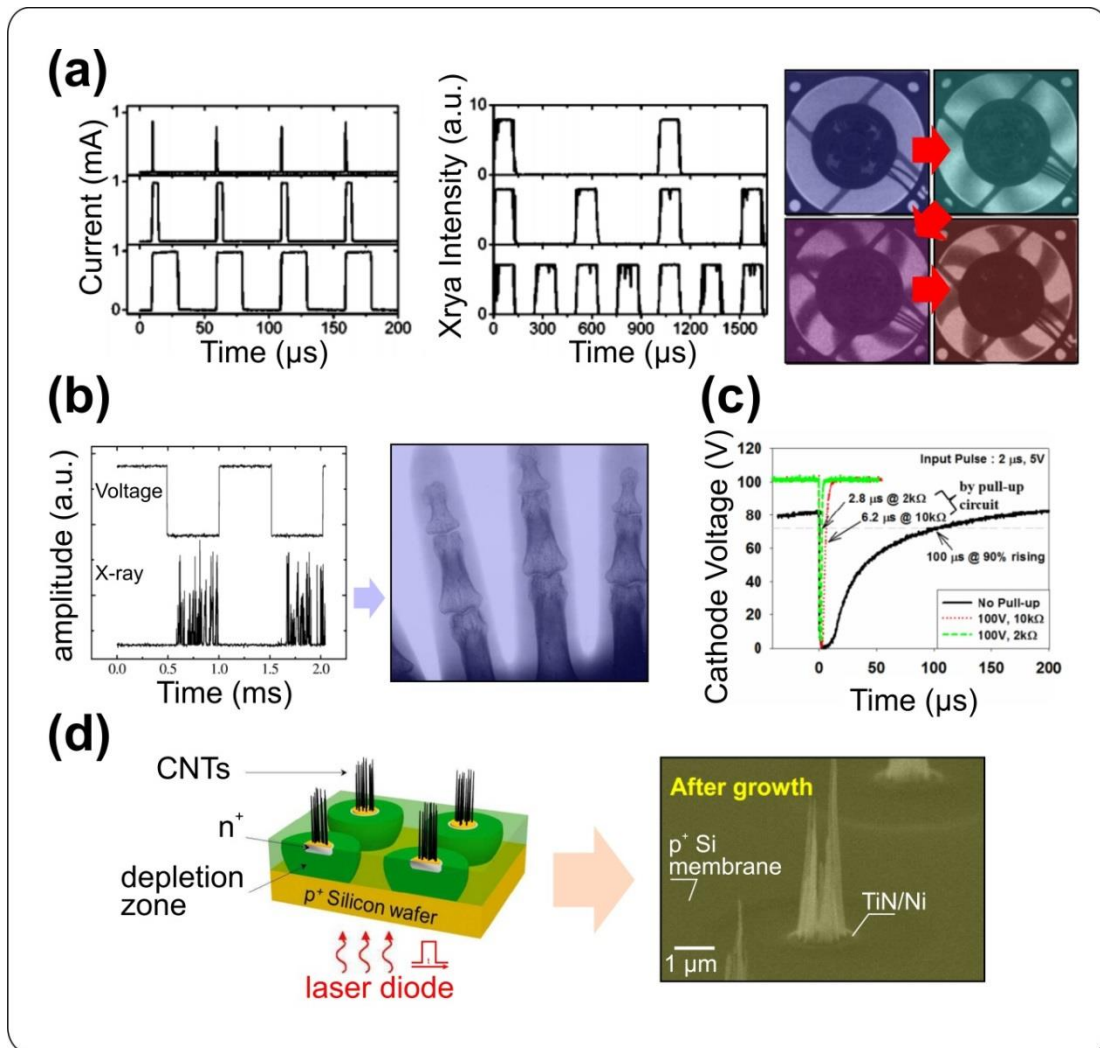 (a)
Current (mA)
1
1
1
0
0 50 100 150 200
Time (µs)
Xrya Intensity (a.u.)
10
0
10
0
10
0
0 300 600 900 1200 1500
Time (µs)
(b)
amplitude (a.u.)
Voltage
X-ray
0.0 0.5 1.0 1.5 2.0
Time (ms)
(c)
Cathode Voltage (V)
120
100
80
60
40
20
0
Input Pulse : 2 µs, 5V
2.8 µs @ 2kΩ
6.2 µs @ 10kΩ
by pull-up
circuit
100 µs @ 90% rising
No Pull-up
100V, 10kΩ
100V, 2kΩ
0 50 100 150 200
Time (µs)
(d)
CNTs
n+
depletion
zone
p+ Silicon wafer
laser diode
After growth
p+ Si
membrane
TiN/Ni
1 µm